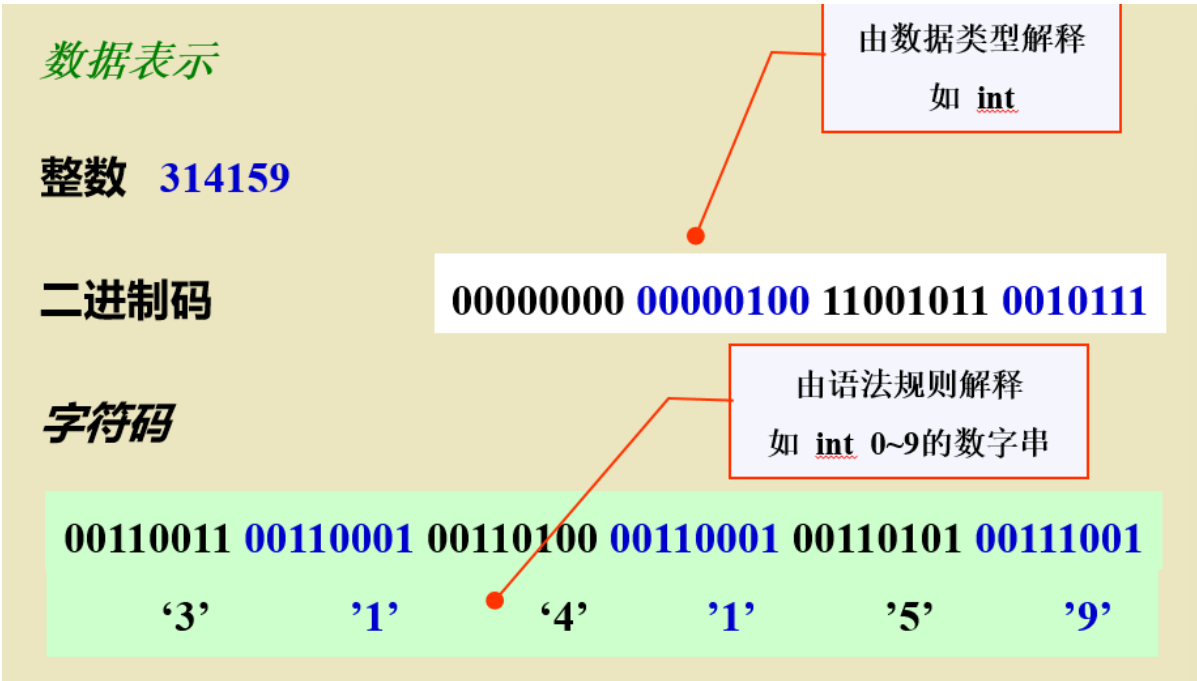 数据表示
由数据类型解释
如 int
整数 314159
二进制码 00000000 00000100 11001011 0010111
由语法规则解释
如 int 0~9的数字串
字符码
00110011 00110001 00110100 00110001 00110101 00111001
‘3’ ’1’ ‘4’ ’1’ ’5’ ’9’